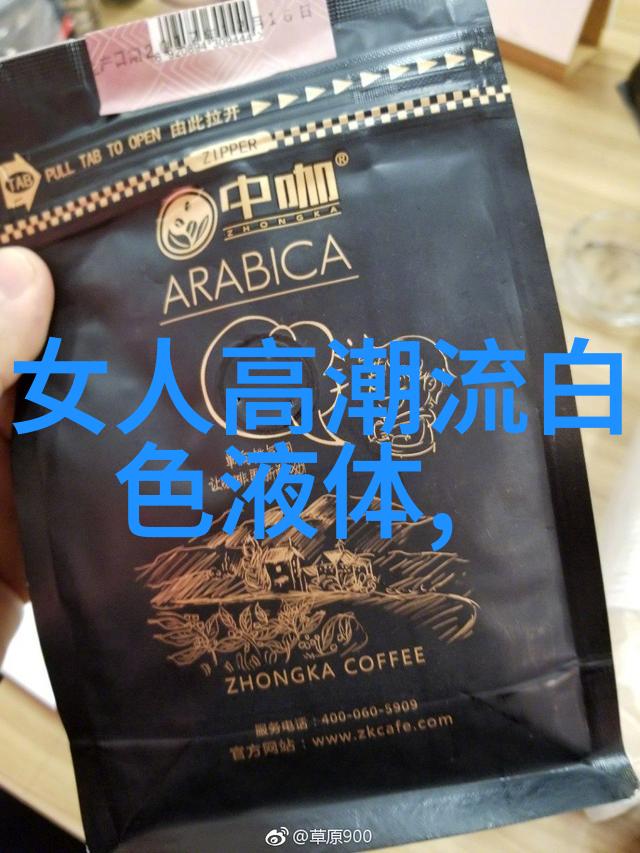 PULL TAB TO OPEN 由此拉开
TAB
ZIPPER
中咖®
ZHONGKA
ARABICA
女人高潮流白
色液体,
ZHONGKA COFFEE
服务电话：400-060-5909
官方网站：www.zkcafe.com
@草原900